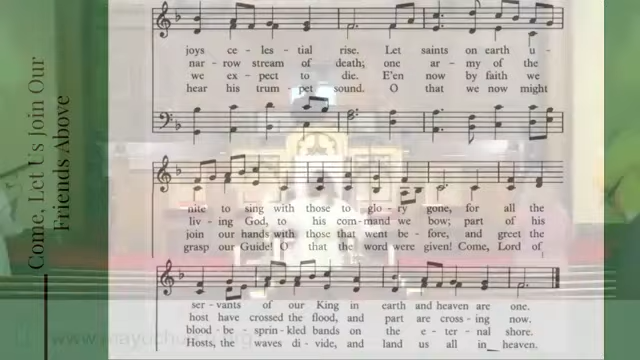 Come, Let Us Join Our
Friends Above
joys ce - les - tial rise. Let saints on earth u -
nar - row stream of death; one ar - my of the
we ex - pect to die. E'en now by faith we
hear his trum - pet sound. O that we now might
nite to sing with those to glo - ry gone, for all the
liv - ing God, to his com - mand we bow; part of his
join our hands with those that went be - fore, and greet the
grasp our Guide! O that the word were given! Come, Lord of
ser - vants of our King in earth and heaven are one.
host have crossed the flood, and part are cross - ing now.
blood - be - sprin - kled bands on the e - ter - nal shore.
Hosts, the waves di - vide, and land us all in heaven.